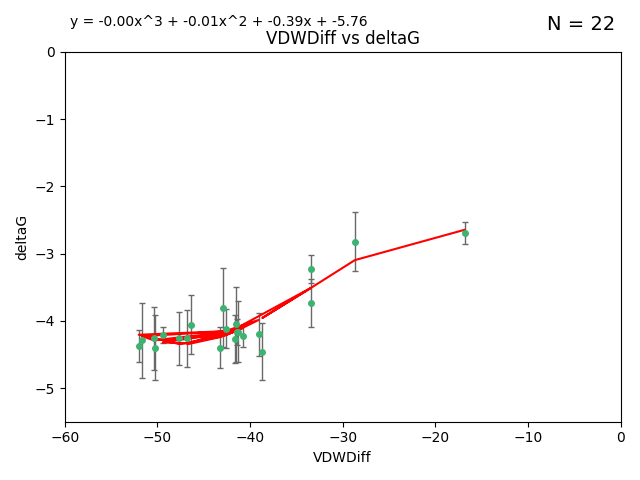 y = -0.00x^3 + -0.01x^2 + -0.39x + -5.76
N = 22
VDWDiff vs deltaG
0
−1
−2
−3
−4
−5
deltaG
−60 −50 −40 −30 −20 −10 0
VDWDiff